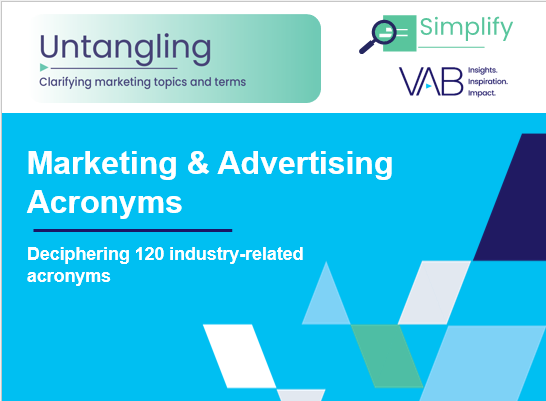 Untangling
Clarifying marketing topics and terms
Simplify
VAB
Insights.
Inspiration.
Impact.
Marketing & Advertising
Acronyms
Deciphering 120 industry-related
acronyms